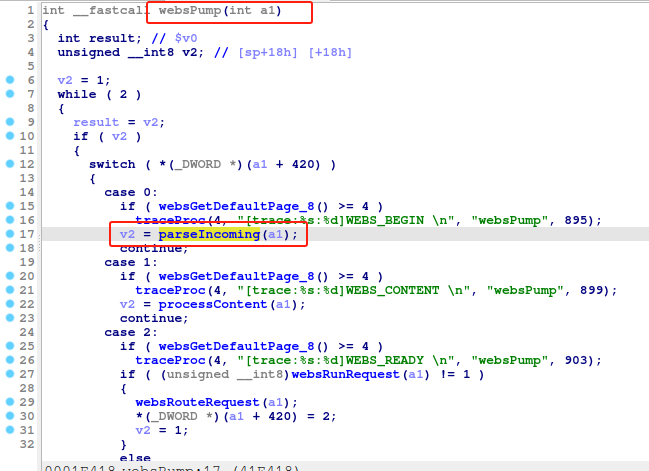 1 int __fastcall websPump(int a1)
2 {
3 int result; // $v0
4 unsigned __int8 v2; // [sp+18h] [+18h]
5
6 v2 = 1;
7 while ( 2 )
8 {
9 result = v2;
10 if ( v2 )
11 {
12 switch ( *(_DWORD *)(a1 + 420) )
13 {
14 case 0:
15 if ( websGetDefaultPage_8() >= 4 )
16 traceProc(4, "[trace:%s:%d]WEBS_BEGIN \n", "websPump", 895);
17 v2 = parseIncoming(a1);
18 continue;
19 case 1:
20 if ( websGetDefaultPage_8() >= 4 )
21 traceProc(4, "[trace:%s:%d]WEBS_CONTENT \n", "websPump", 899);
22 v2 = processContent(a1);
23 continue;
24 case 2:
25 if ( websGetDefaultPage_8() >= 4 )
26 traceProc(4, "[trace:%s:%d]WEBS_READY \n", "websPump", 903);
27 if ( (unsigned __int8)websRunRequest(a1) != 1 )
28 {
29 websRouteRequest(a1);
30 *(_DWORD *)(a1 + 420) = 2;
31 v2 = 1;
32 }
else
0001E418 websPump:17 (41E418)